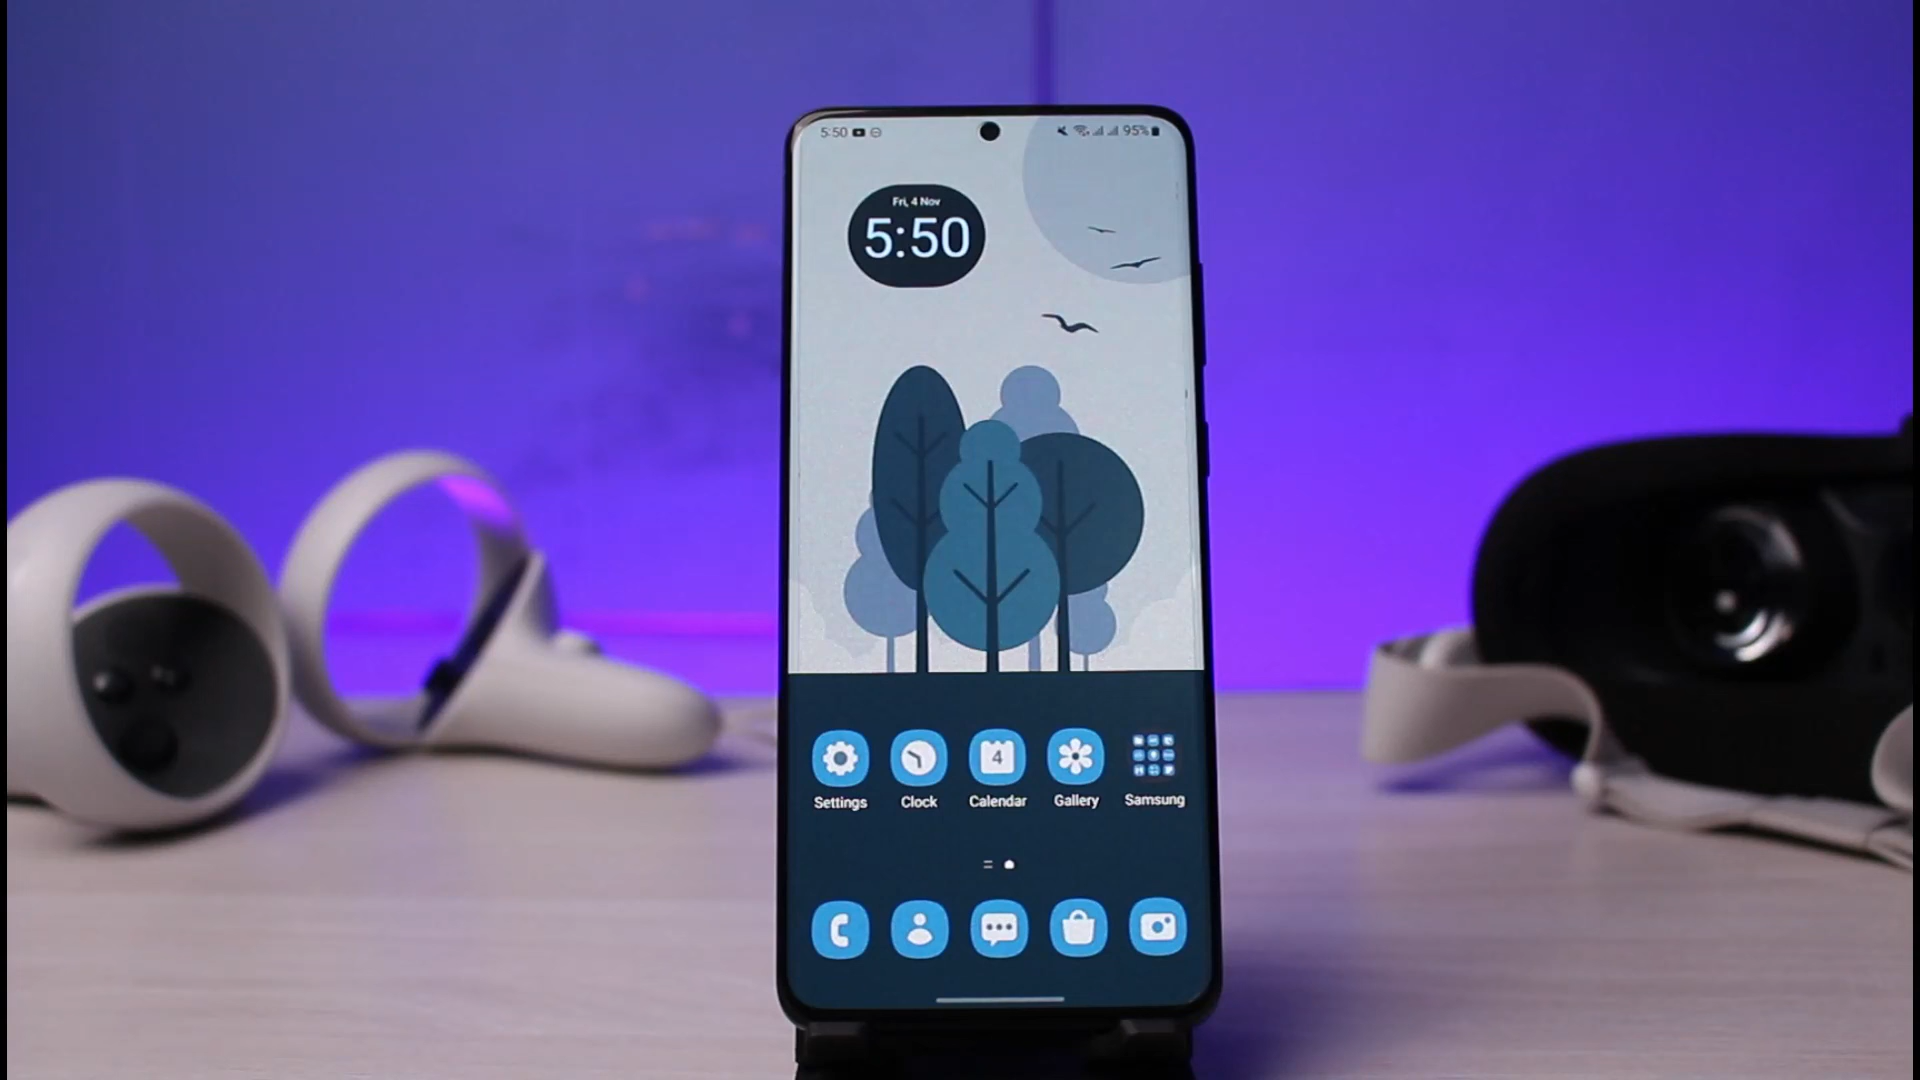 5:50
95%
Fri, 4 Nov
5:50
4
Settings
Clock
Calendar
Gallery
Samsung